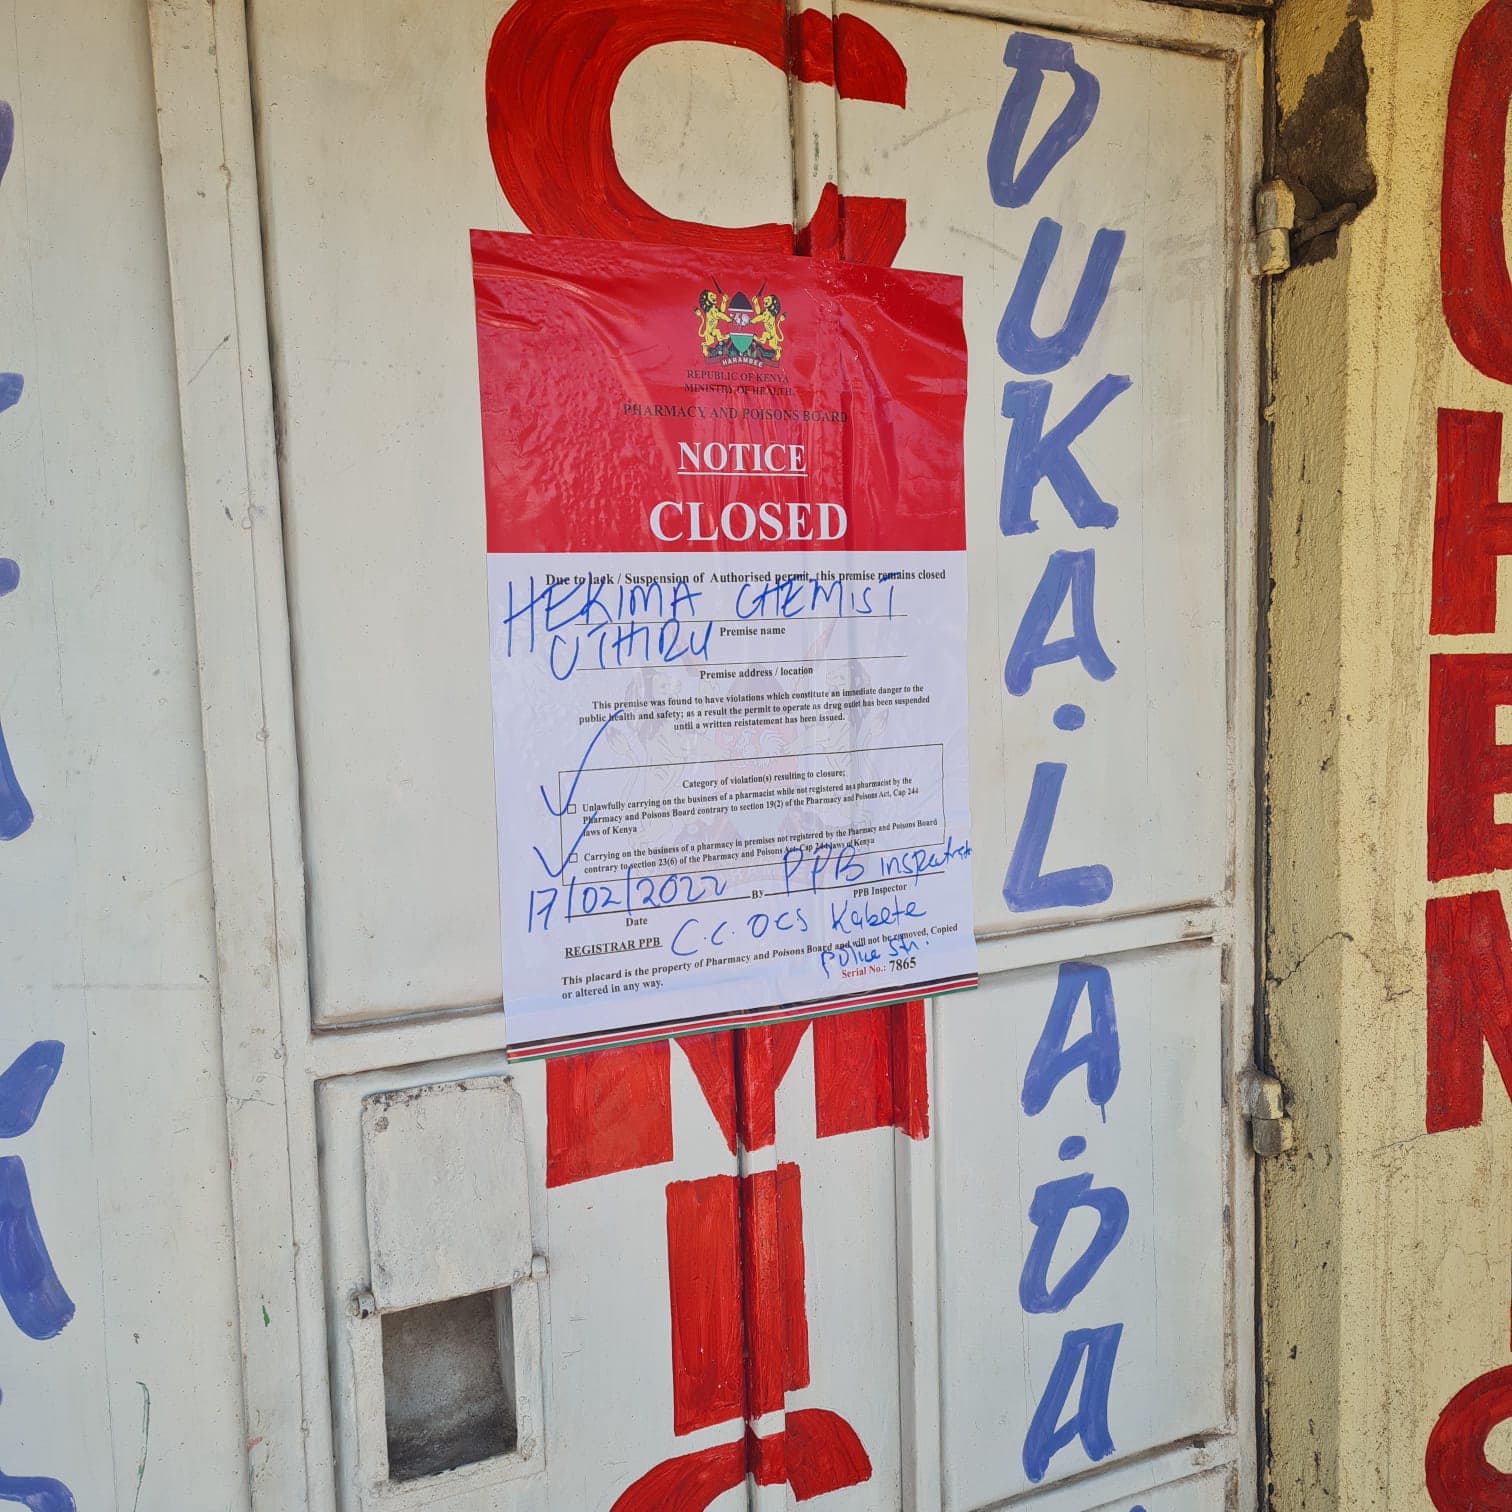 HARAMBEE
REPUBLIC OF KENYA
MINISTRY OF HEALTH
PHARMACY AND POISONS BOARD
NOTICE
CLOSED
Due to lack / Suspension of Authorised permit, this premise remains closed
HEKIMA CHEMIST
Premise name
UTHIRU
Premise address / location
This premise was found to have violations which constitute an immediate danger to the
public health and safety; as a result the permit to operate as drug outlet has been suspended
until a written reistatement has been issued.
Category of violation(s) resulting to closure;
Unlawfully carrying on the business of a pharmacist while not registered as a pharmacist by the
Pharmacy and Poisons Board contrary to section 19(2) of the Pharmacy and Poisons Act, Cap 244
laws of Kenya
Carrying on the business of a pharmacy in premises not registered by the Pharmacy and Poisons Board
contrary to section 23(6) of the Pharmacy and Poisons Act, Cap 244 laws of Kenya
17/02/2022 By PPB
Date PPB Inspector
REGISTRAR PPB C.C. OCS Kabete
Police Stn.
This placard is the property of Pharmacy and Poisons Board and will not be removed, Copied
or altered in any way.
Serial No.: 7865
DUKA.LA.DA
MIC
HEM